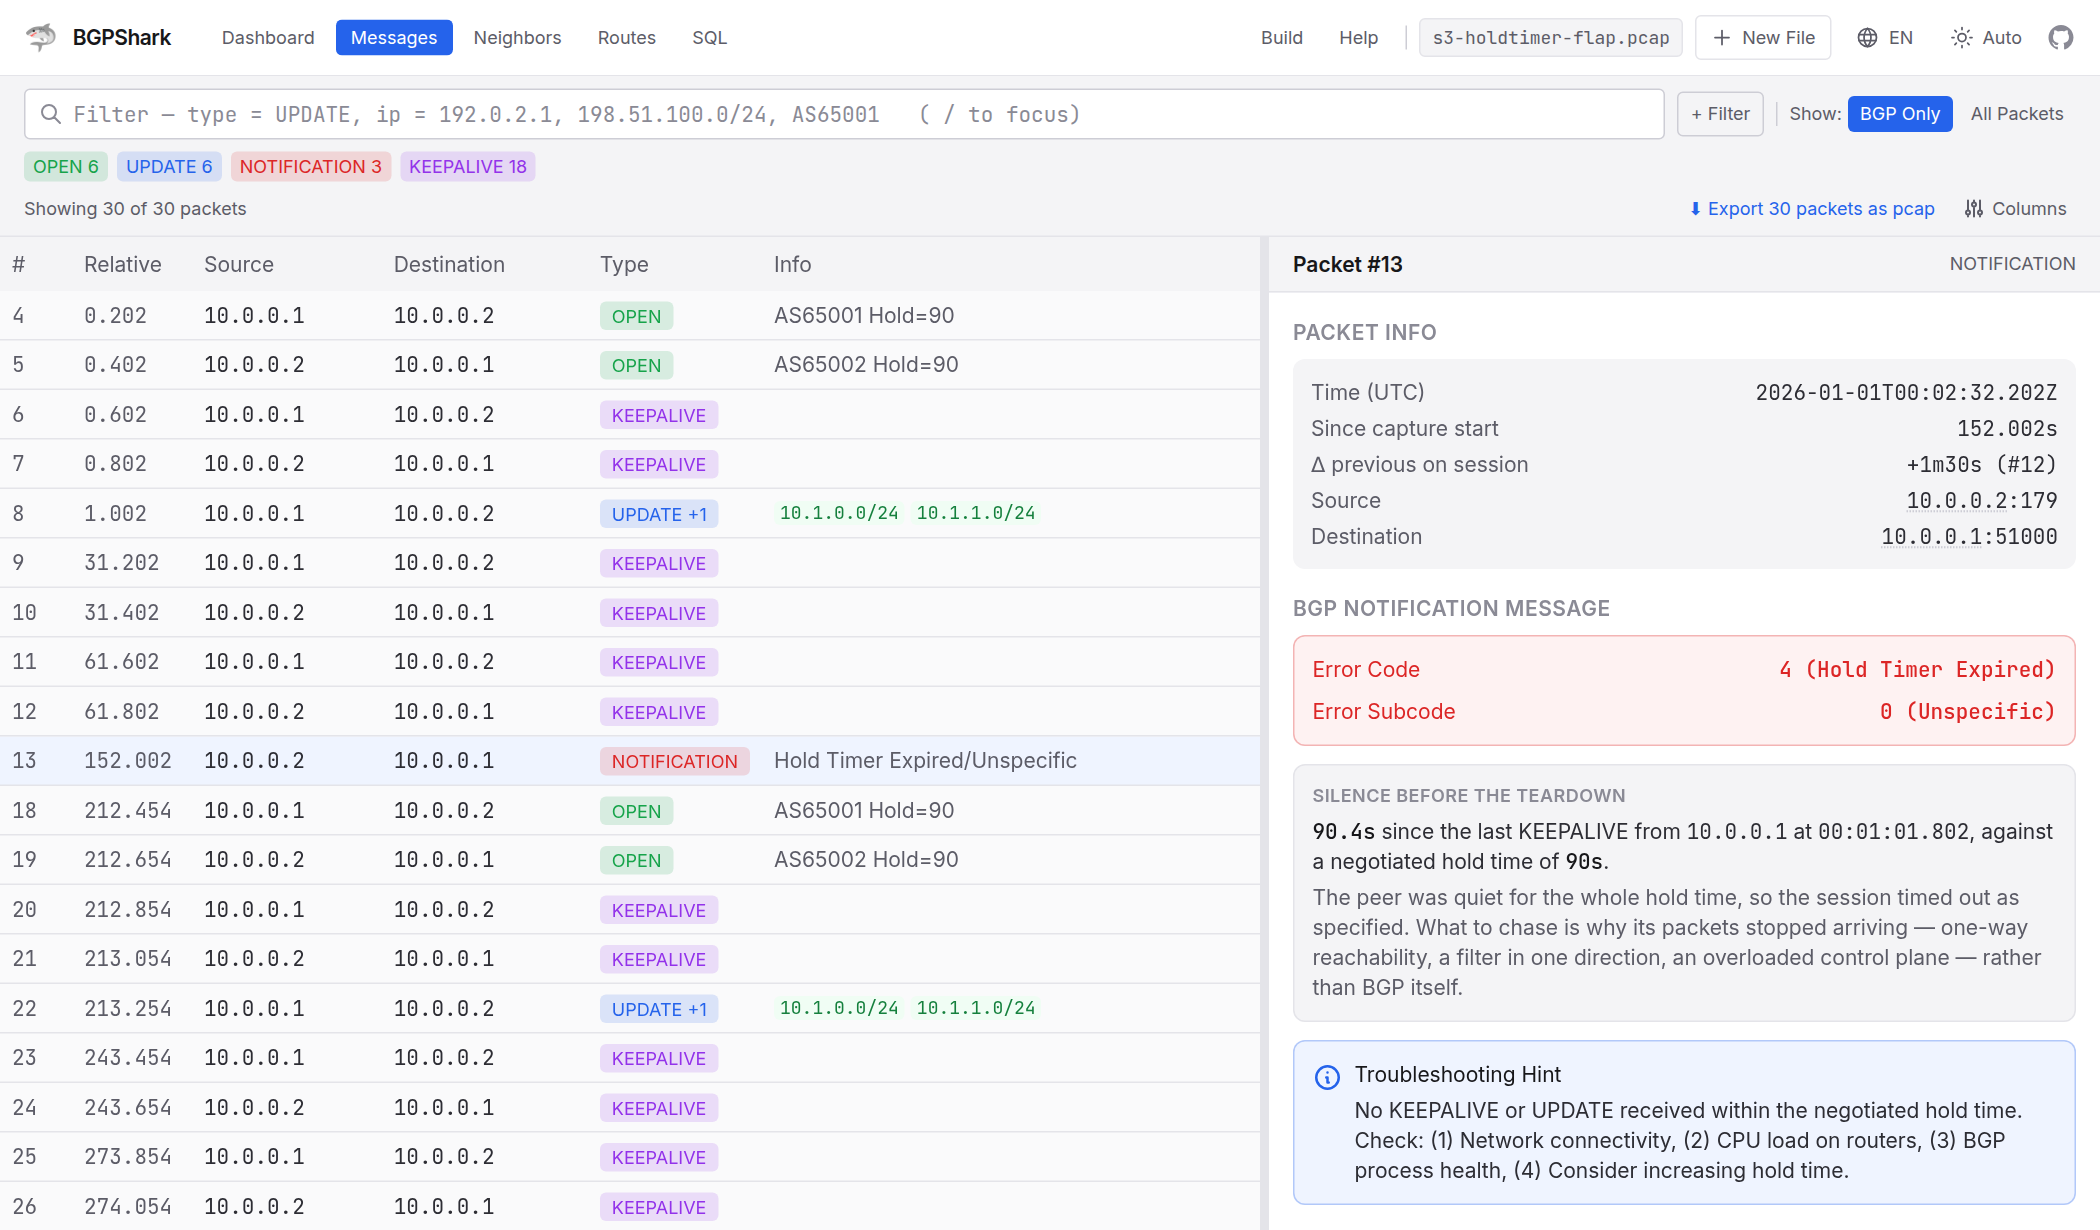 BGPShark Dashboard Messages Neighbors Routes SQL Build Help s3-holdtimer-flap.pcap + New File EN Auto
Filter — type = UPDATE, ip = 192.0.2.1, 198.51.100.0/24, AS65001 ( / to focus) + Filter Show: BGP Only All Packets
OPEN 6 UPDATE 6 NOTIFICATION 3 KEEPALIVE 18
Showing 30 of 30 packets ⬇ Export 30 packets as pcap Columns
# Relative Source Destination Type Info
4 0.202 10.0.0.1 10.0.0.2 OPEN AS65001 Hold=90
5 0.402 10.0.0.2 10.0.0.1 OPEN AS65002 Hold=90
6 0.602 10.0.0.1 10.0.0.2 KEEPALIVE
7 0.802 10.0.0.2 10.0.0.1 KEEPALIVE
8 1.002 10.0.0.1 10.0.0.2 UPDATE +1 10.1.0.0/24 10.1.1.0/24
9 31.202 10.0.0.1 10.0.0.2 KEEPALIVE
10 31.402 10.0.0.2 10.0.0.1 KEEPALIVE
11 61.602 10.0.0.1 10.0.0.2 KEEPALIVE
12 61.802 10.0.0.2 10.0.0.1 KEEPALIVE
13 152.002 10.0.0.2 10.0.0.1 NOTIFICATION Hold Timer Expired/Unspecific
18 212.454 10.0.0.1 10.0.0.2 OPEN AS65001 Hold=90
19 212.654 10.0.0.2 10.0.0.1 OPEN AS65002 Hold=90
20 212.854 10.0.0.1 10.0.0.2 KEEPALIVE
21 213.054 10.0.0.2 10.0.0.1 KEEPALIVE
22 213.254 10.0.0.1 10.0.0.2 UPDATE +1 10.1.0.0/24 10.1.1.0/24
23 243.454 10.0.0.1 10.0.0.2 KEEPALIVE
24 243.654 10.0.0.2 10.0.0.1 KEEPALIVE
25 273.854 10.0.0.1 10.0.0.2 KEEPALIVE
26 274.054 10.0.0.2 10.0.0.1 KEEPALIVE
Packet #13 NOTIFICATION
PACKET INFO
Time (UTC) 2026-01-01T00:02:32.202Z
Since capture start 152.002s
Δ previous on session +1m30s (#12)
Source 10.0.0.2:179
Destination 10.0.0.1:51000
BGP NOTIFICATION MESSAGE
Error Code 4 (Hold Timer Expired)
Error Subcode 0 (Unspecific)
SILENCE BEFORE THE TEARDOWN
90.4s since the last KEEPALIVE from 10.0.0.1 at 00:01:01.802, against
a negotiated hold time of 90s.
The peer was quiet for the whole hold time, so the session timed out as
specified. What to chase is why its packets stopped arriving — one-way
reachability, a filter in one direction, an overloaded control plane — rather
than BGP itself.
Troubleshooting Hint
No KEEPALIVE or UPDATE received within the negotiated hold time.
Check: (1) Network connectivity, (2) CPU load on routers, (3) BGP
process health, (4) Consider increasing hold time.